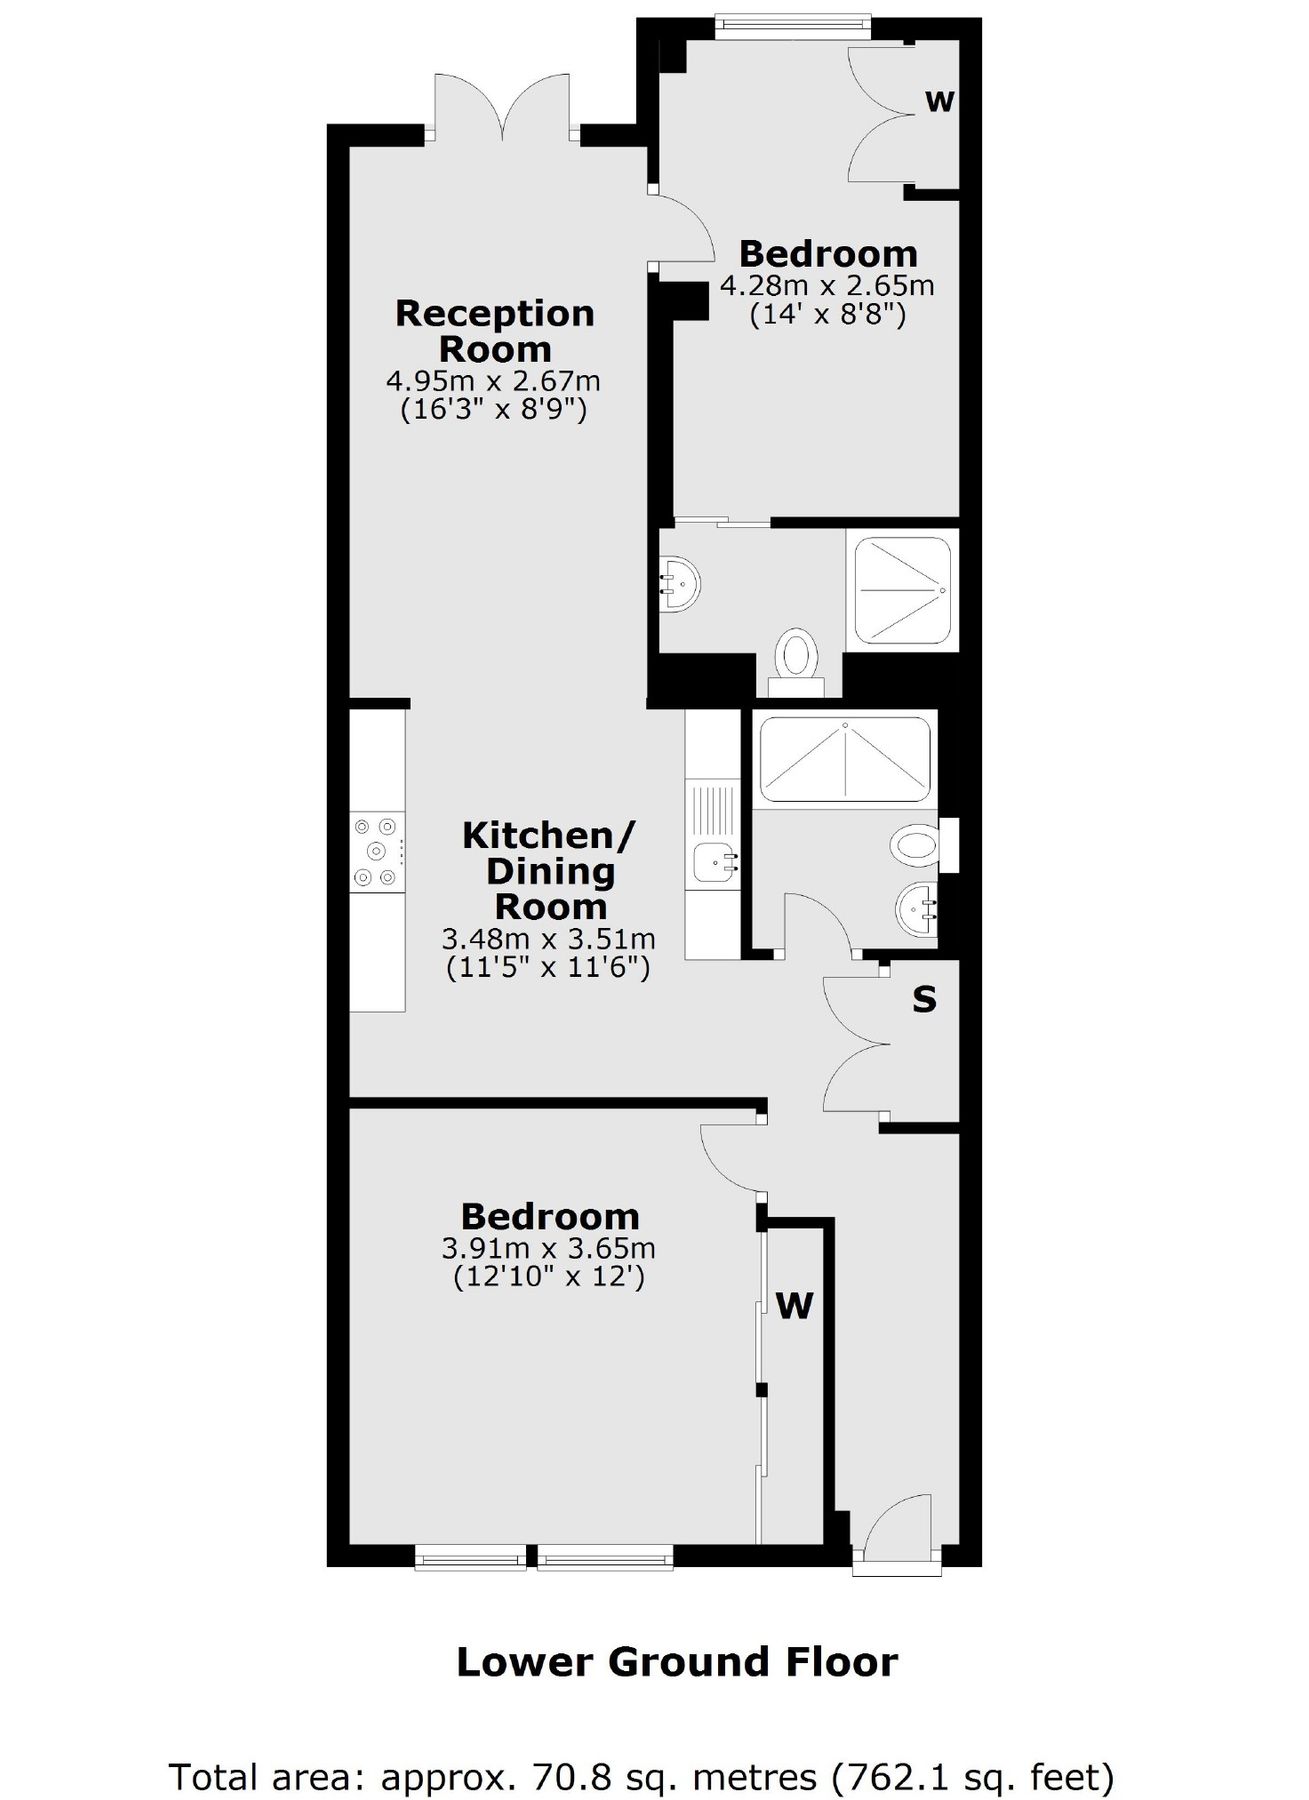 W
Bedroom
4.28m x 2.65m
(14' x 8'8")
Reception
Room
4.95m x 2.67m
(16'3" x 8'9")
Kitchen/
Dining
Room
3.48m x 3.51m
(11'5" x 11'6")
S
Bedroom
3.91m x 3.65m
(12'10" x 12')
W
Lower Ground Floor
Total area: approx. 70.8 sq. metres (762.1 sq. feet)